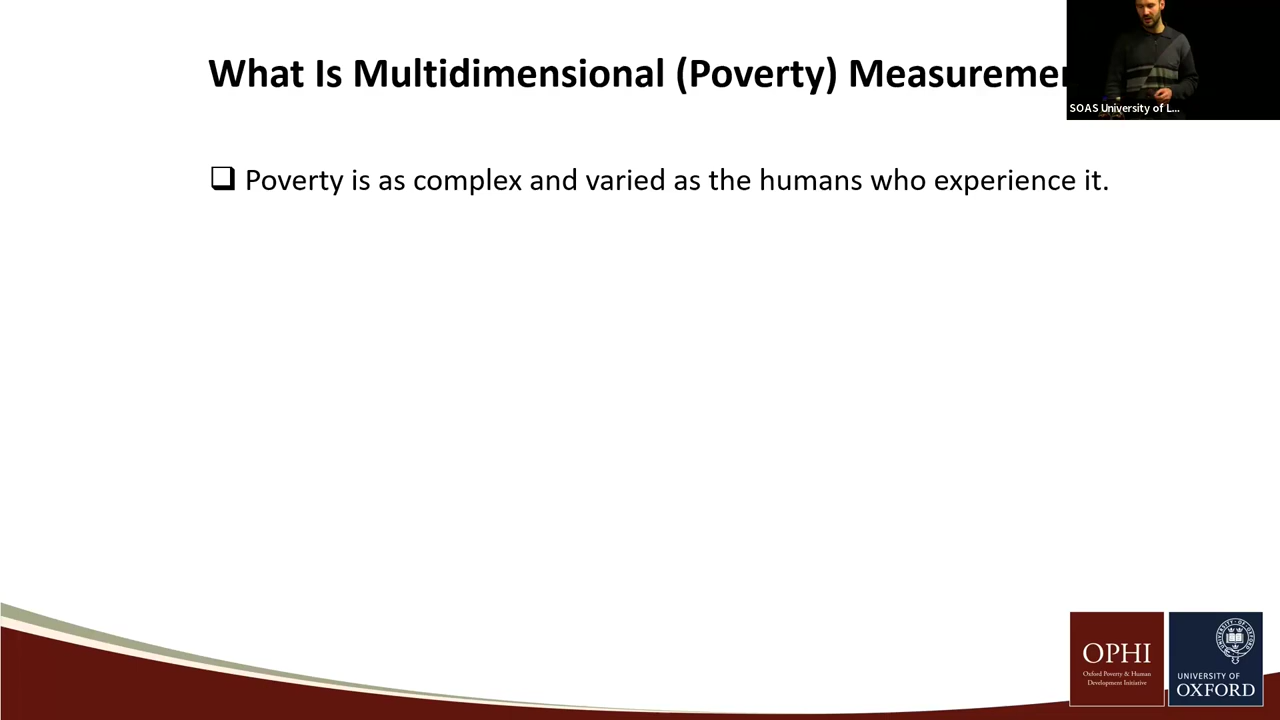 What Is Multidimensional (Poverty)
SOAS University of L...
Poverty is as complex and varied as the humans who experience it.
OPHI
Oxford Poverty & Human
Development Initiative
UNIVERSITY OF
OXFORD